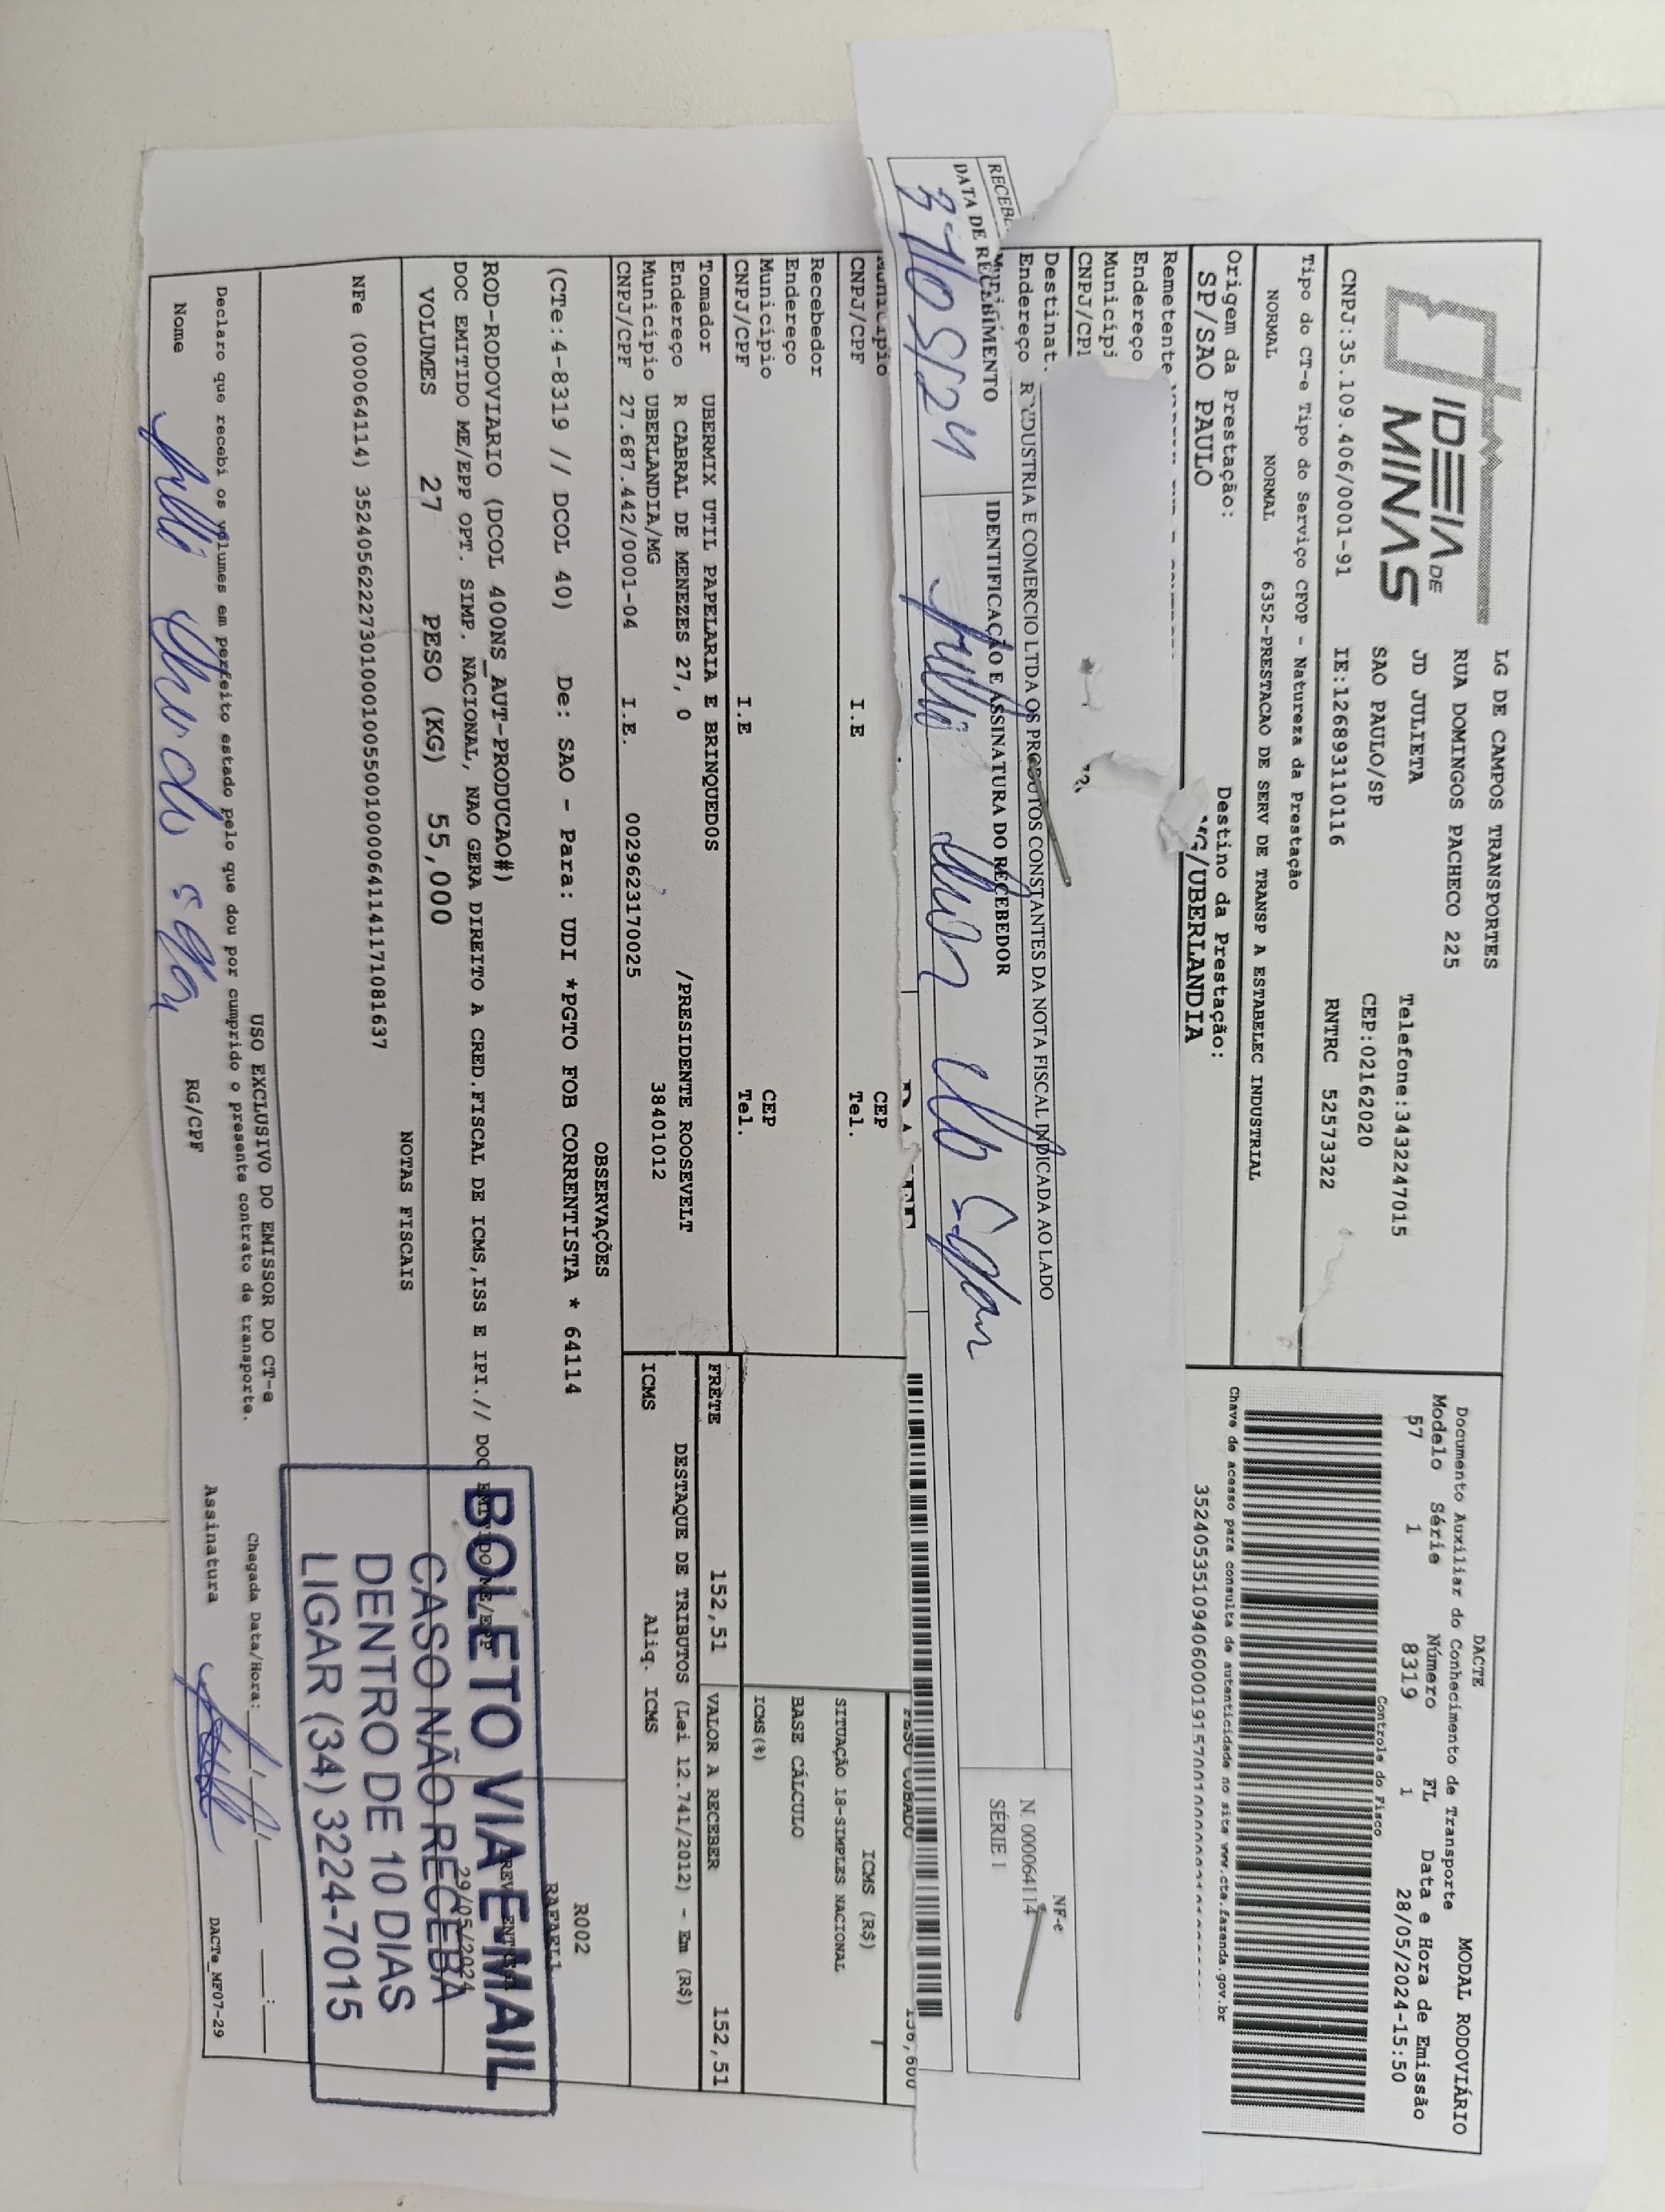 IDEIA DE
MINAS
LG DE CAMPOS TRANSPORTES
RUA DOMINGOS PACHECO 225
JD JULIETA
Telefone:3432247015
SAO PAULO/SP
CEP:02162020
CNPJ:35.109.406/0001-91
IE:126893110116
RNTRC 52573322
DACTE
MODAL RODOVIÁRIO
Documento Auxiliar do Conhecimento de Transporte
Modelo Série Número FL Data e Hora de Emissão
57 1 8319 1 28/05/2024-15:50
Controle do Fisco
Tipo do CT-e Tipo do Serviço CFOP - Natureza da Prestação
NORMAL NORMAL 6352-PRESTACAO DE SERV DE TRANSP A ESTABELEC INDUSTRIAL
Chave de acesso para consulta de autenticidade no site www.cte.fazenda.gov.br
Origem da Prestação:
Destino da Prestação:
SP/SAO PAULO
MG/UBERLANDIA
Remetente
Endereço
Municípi
CNPJ/CP
Destinat.
Endereço R
DUSTRIA E COMERCIO LTDA OS PRODUTOS CONSTANTES DA NOTA FISCAL INDICADA AO LADO
NF-e
N. 000064114
SÉRIE 1
RECEBE
DATA DE RECEBIMENTO
IDENTIFICAÇÃO E ASSINATURA DO RECEBEDOR
/05/24
Município
CEP
CNPJ/CPF I.E Tel.
PESO CUBADO
ICMS (R$)
SITUAÇÃO 18-SIMPLES NACIONAL
BASE CÁLCULO
ICMS(%)
Recebedor
Endereço
Município CEP
CNPJ/CPF I.E Tel.
Tomador UBERMIX UTIL PAPELARIA E BRINQUEDOS
Endereço R CABRAL DE MENEZES 27, 0 /PRESIDENTE ROOSEVELT
Município UBERLANDIA/MG 38401012
CNPJ/CPF 27.687.442/0001-04 I.E. 0029623170025
FRETE 152,51 VALOR A RECEBER 152,51
DESTAQUE DE TRIBUTOS (Lei 12.741/2012) - Em (R$)
ICMS Aliq. ICMS
OBSERVAÇÕES
(CTe:4-8319 // DCOL 40) De: SAO - Para: UDI *PGTO FOB CORRENTISTA * 64114
R002
ROD-RODOVIARIO (DCOL 400NS_AUT-PRODUCAO#)
DOC EMITIDO ME/EPP OPT. SIMP. NACIONAL, NAO GERA DIREITO A CRED.FISCAL DE ICMS,ISS E IPI.// DOC EMITIDO ME/EPP
29/05/2024
VOLUMES 27 PESO (KG) 55,000
NOTAS FISCAIS
BOLETO VIA E-MAIL
CASO NÃO RECEBA
DENTRO DE 10 DIAS
LIGAR (34) 3224-7015
USO EXCLUSIVO DO EMISSOR DO CT-e
Declaro que recebi os volumes em perfeito estado pelo que dou por cumprido o presente contrato de transporte.
Chegada Data/Hora:
Nome RG/CPF Assinatura
DACTe_MF07-29